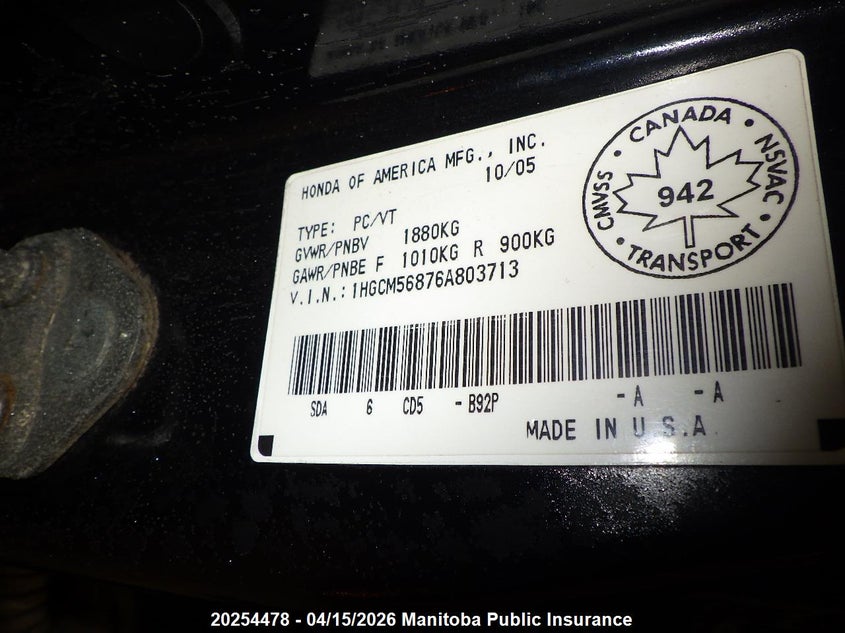 HONDA OF AMERICA MFG., INC.
10/05
TYPE: PC/VT
GVWR/PNBV 1880KG
GAWR/PNBE F 1010KG R 900KG
V.I.N.: 1HGCM56876A803713
• CANADA •
NSVAC •
CMVSS •
942
• TRANSPORT •
SDA 6 CD5 -B92P -A -A
MADE IN U.S.A.
20254478 - 04/15/2026 Manitoba Public Insurance